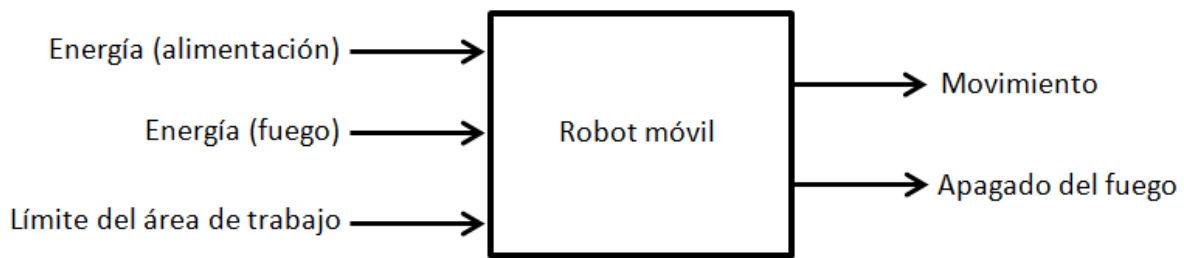 Energía (alimentación)
Energía (fuego)
Límite del área de trabajo
Robot móvil
Movimiento
Apagado del fuego